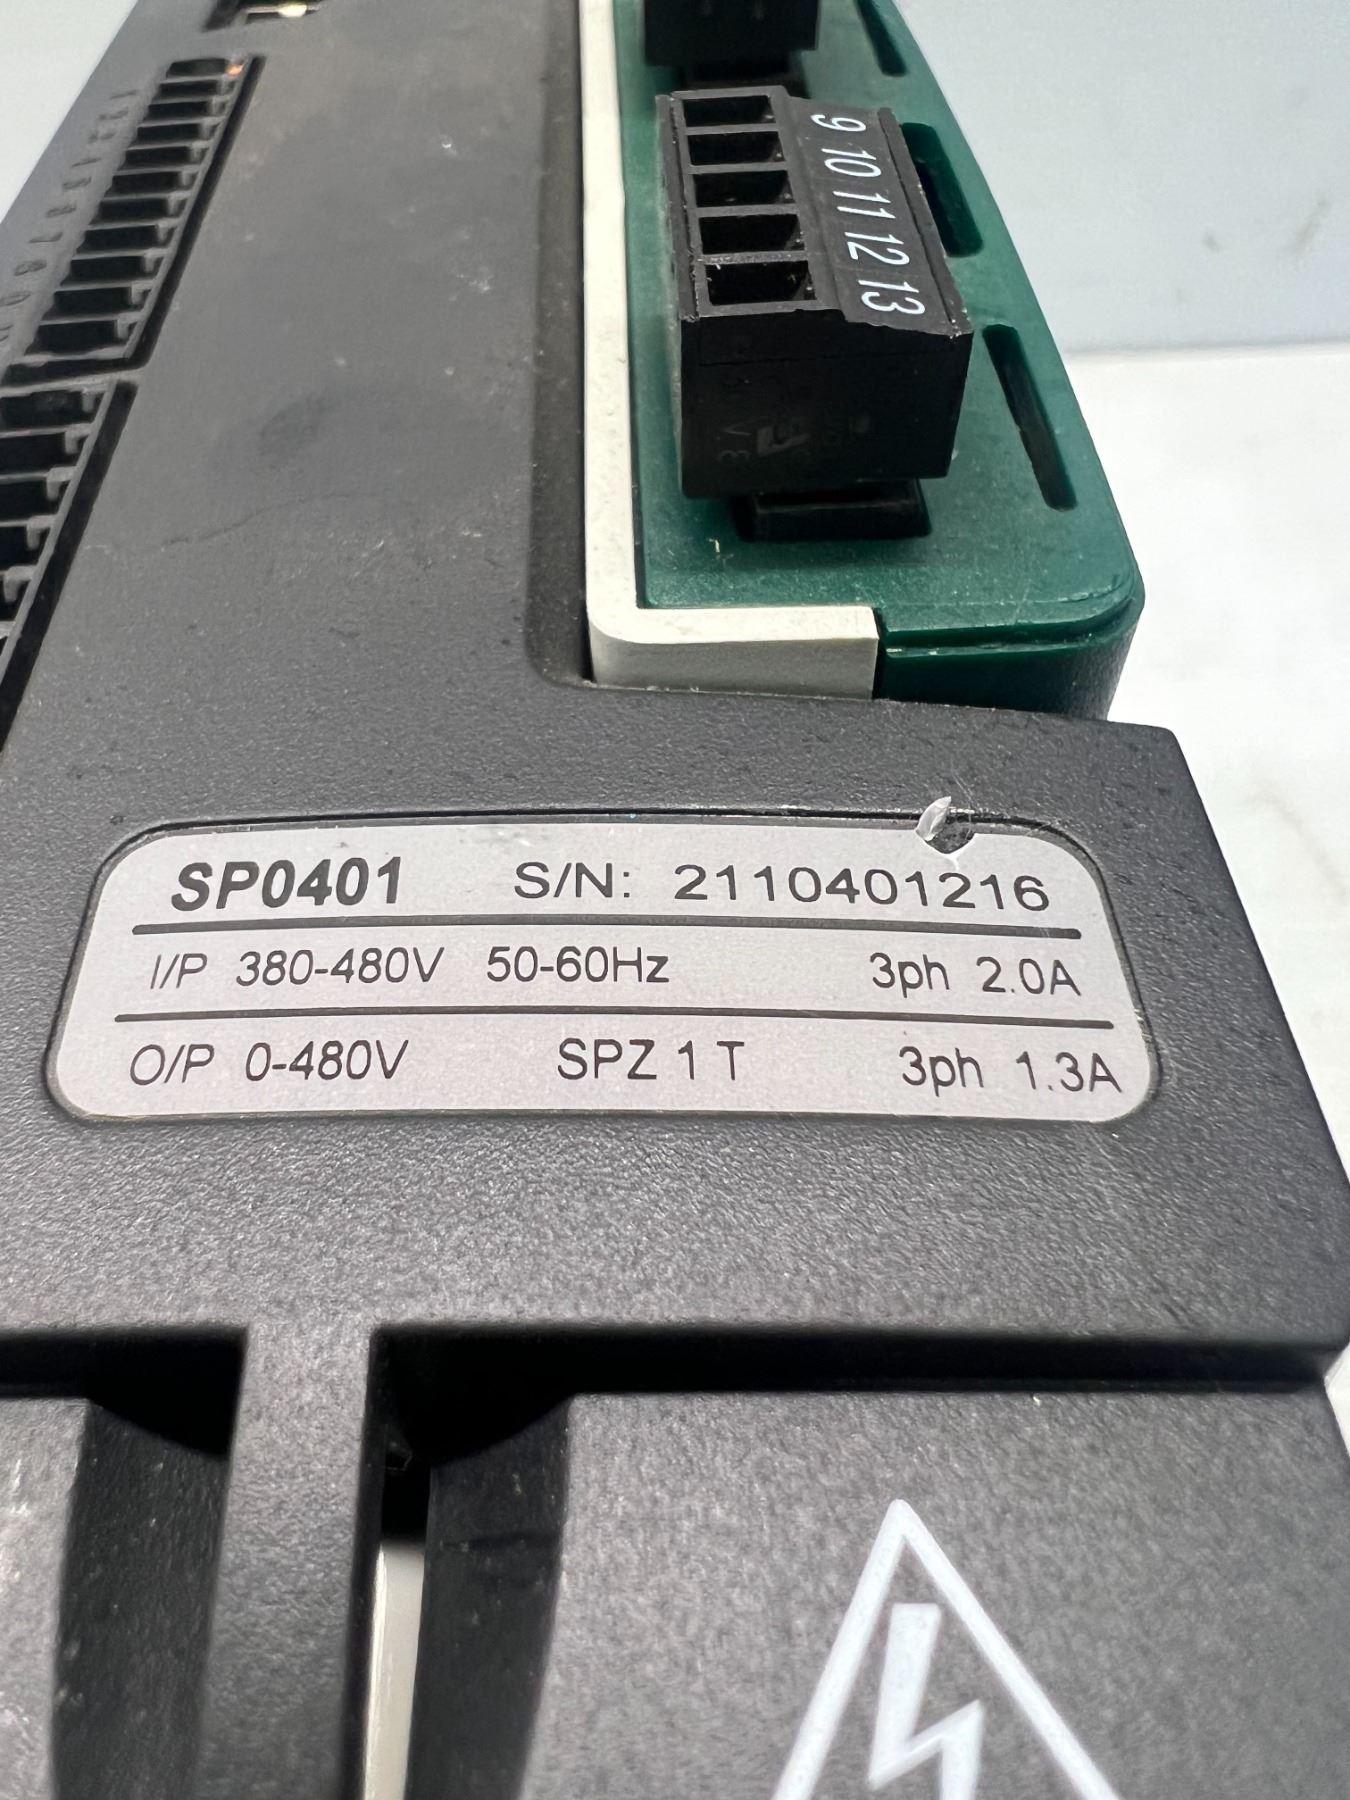 9 10 11 12 13
SP0401 S/N: 2110401216
I/P 380-480V 50-60Hz 3ph 2.0A
O/P 0-480V SPZ 1 T 3ph 1.3A